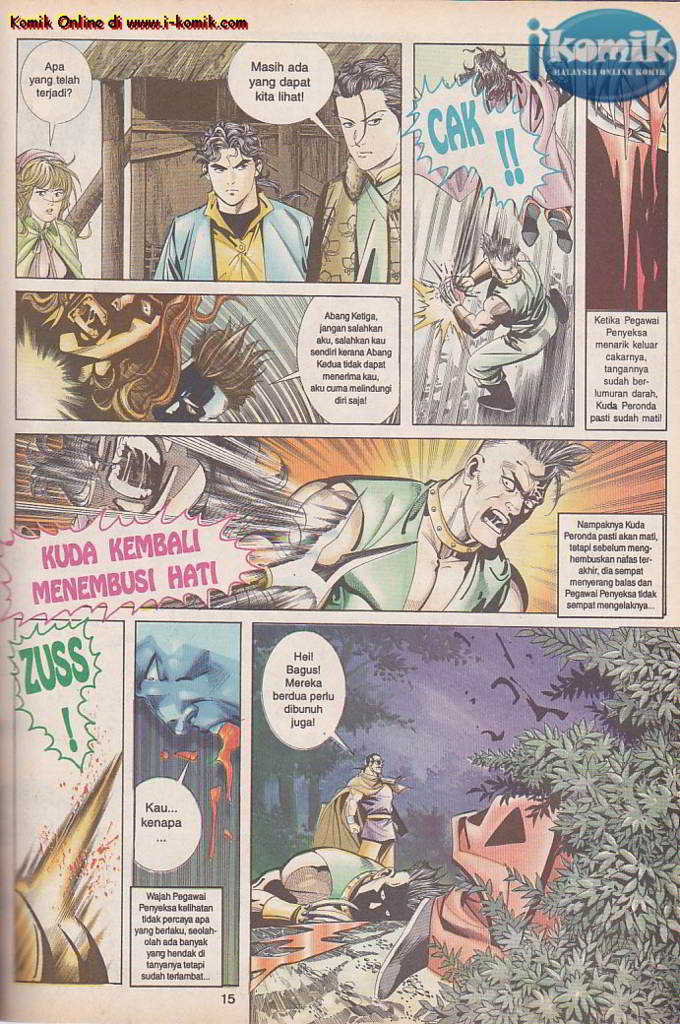 Komik Online di www.i-komik.com
ikomik
MALAYSIA ONLINE KOMIK
Apa
yang telah
terjadi?
Masih ada
yang dapat
kita lihat!
CAK
!!
Ketika Pegawai
Penyeksa
menarik keluar
cakarnya,
tangannya
sudah ber-
lumuran darah,
Kuda Peronda
pasti sudah mati!
Abang Ketiga,
jangan salahkan
aku, salahkan kau
sendiri kerana Abang
Kedua tidak dapat
menerima kau,
aku cuma melindungi
diri saja!
KUDA KEMBALI
MENEMBUSI HATI
Nampaknya Kuda
Peronda pasti akan mati,
tetapi sebelum meng-
hembuskan nafas ter-
akhir, dia sempat
menyerang balas dan
Pegawai Penyeksa tidak
sempat mengelaknya...
ZUSS
!
Kau...
kenapa
...
Wajah Pegawai
Penyeksa kelihatan
tidak percaya apa
yang berlaku, seolah-
olah ada banyak
yang hendak di
tanyanya tetapi
sudah terlambat...
Hei!
Bagus!
Mereka
berdua perlu
dibunuh
juga!
15